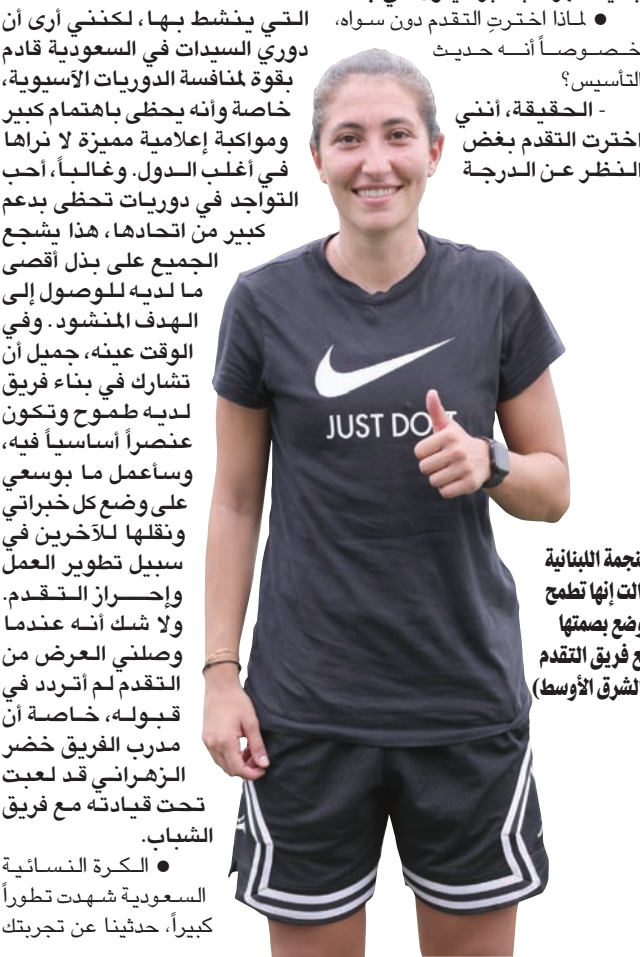 ● لماذا اخترتِ التقدم دون سواه،
خصوصاً أنه حديث
التأسيس؟
- الحقيقة، أنني
اخترت التقدم بغض
النظر عن الدرجة
التي ينشط بها، لكنني أرى أن
دوري السيدات في السعودية قادم
بقوة لمنافسة الدوريات الآسيوية،
خاصة وأنه يحظى باهتمام كبير
ومواكبة إعلامية مميزة لا نراها
في أغلب الدول. وغالباً، أحب
التواجد في دوريات تحظى بدعم
كبير من اتحادها، هذا يشجع
الجميع على بذل أقصى
ما لديه للوصول إلى
الهدف المنشود. وفي
الوقت عينه، جميل أن
تشارك في بناء فريق
لديه طموح وتكون
عنصراً أساسياً فيه،
وسأعمل ما بوسعي
على وضع كل خبراتي
ونقلها للآخرين في
سبيل تطوير العمل
وإحراز التقدم.
ولا شك أنه عندما
وصلني العرض من
التقدم لم أتردد في
قبوله، خاصة أن
مدرب الفريق خضر
الزهراني قد لعبت
تحت قيادته مع فريق
الشباب.
● الكرة النسائية
السعودية شهدت تطوراً
كبيراً، حدثينا عن تجربتك
JUST DO IT
نجمة اللبنانية
الت إنها تطمح
وضع بصمتها
ع فريق التقدم
لشرق الأوسط)